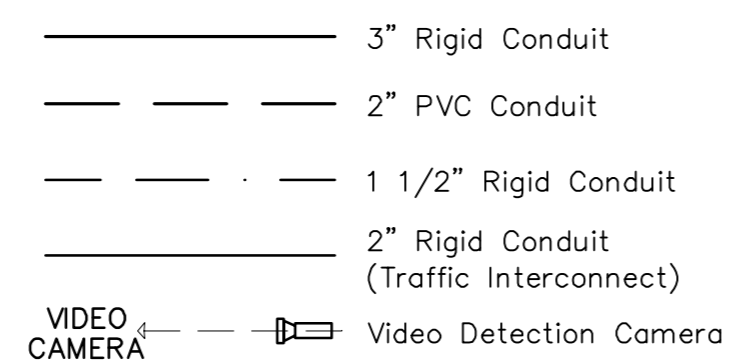 3" Rigid Conduit
2" PVC Conduit
1 1/2" Rigid Conduit
2" Rigid Conduit
(Traffic Interconnect)
VIDEO
CAMERA
Video Detection Camera